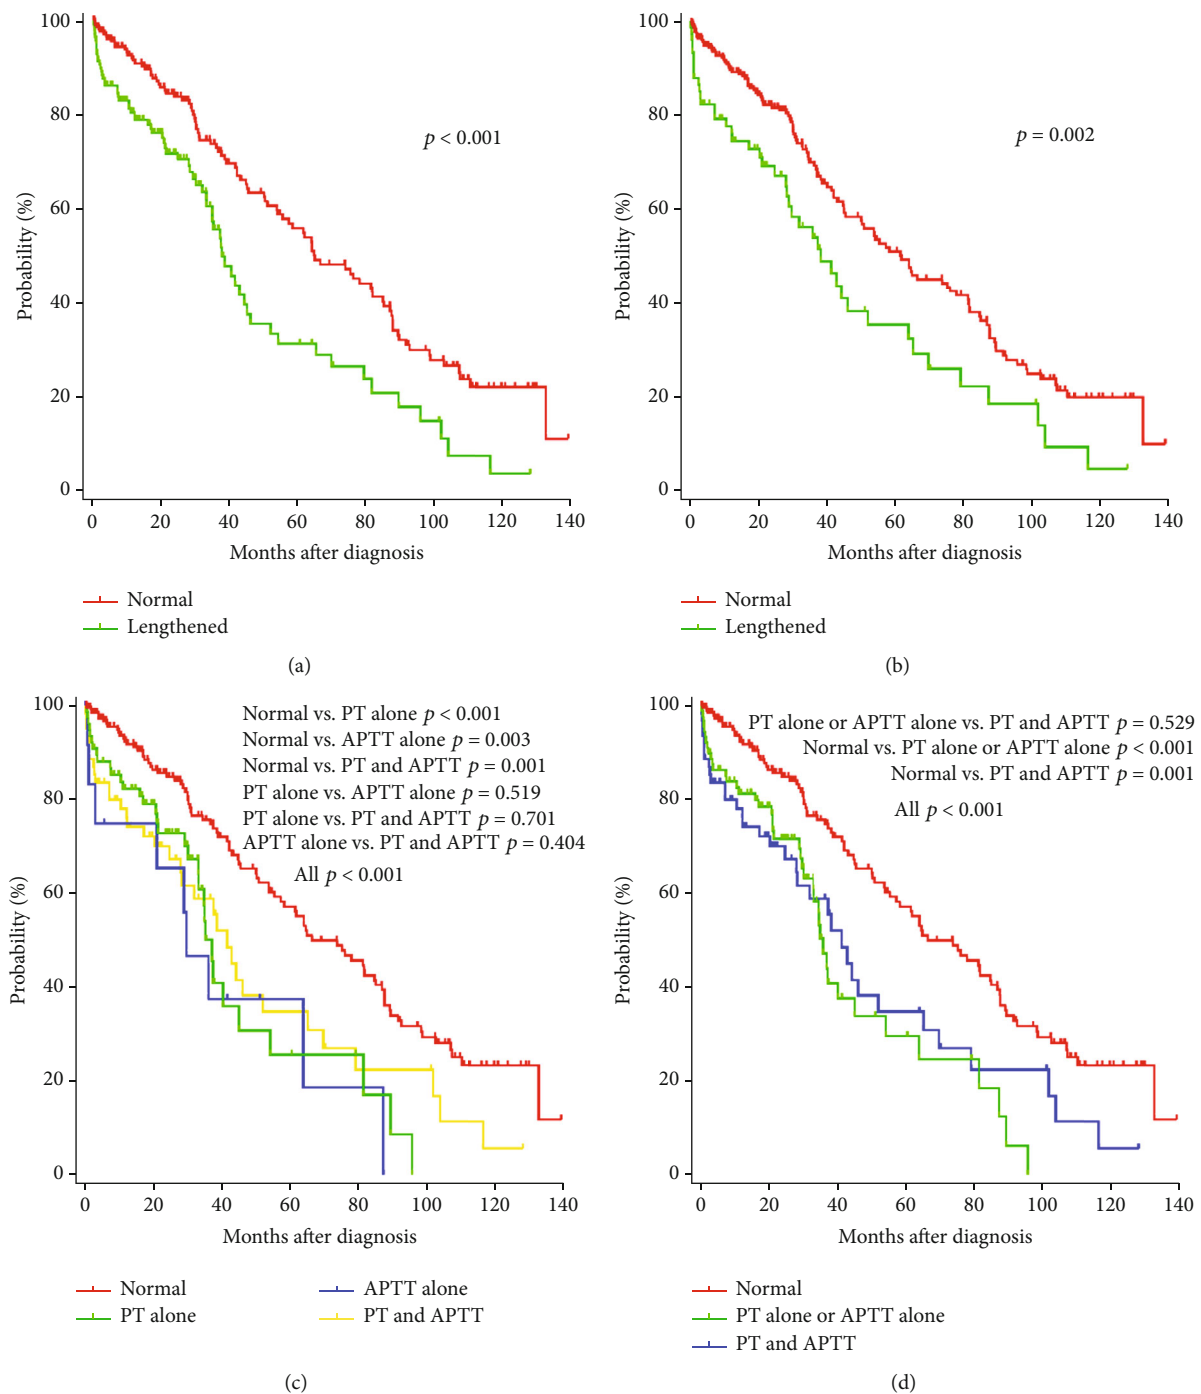 100
80
60
40
20
0
Probability (%)
p < 0.001
0 20 40 60 80 100 120 140
Months after diagnosis
Normal
Lengthened
(a)
100
80
60
40
20
0
Probability (%)
p = 0.002
0 20 40 60 80 100 120 140
Months after diagnosis
Normal
Lengthened
(b)
100
80
60
40
20
0
Probability (%)
Normal vs. PT alone p < 0.001
Normal vs. APTT alone p = 0.003
Normal vs. PT and APTT p = 0.001
PT alone vs. APTT alone p = 0.519
PT alone vs. PT and APTT p = 0.701
APTT alone vs. PT and APTT p = 0.404
All p < 0.001
0 20 40 60 80 100 120 140
Months after diagnosis
Normal
PT alone
APTT alone
PT and APTT
(c)
100
80
60
40
20
0
Probability (%)
PT alone or APTT alone vs. PT and APTT p = 0.529
Normal vs. PT alone or APTT alone p < 0.001
Normal vs. PT and APTT p = 0.001
All p < 0.001
0 20 40 60 80 100 120 140
Months after diagnosis
Normal
PT alone or APTT alone
PT and APTT
(d)